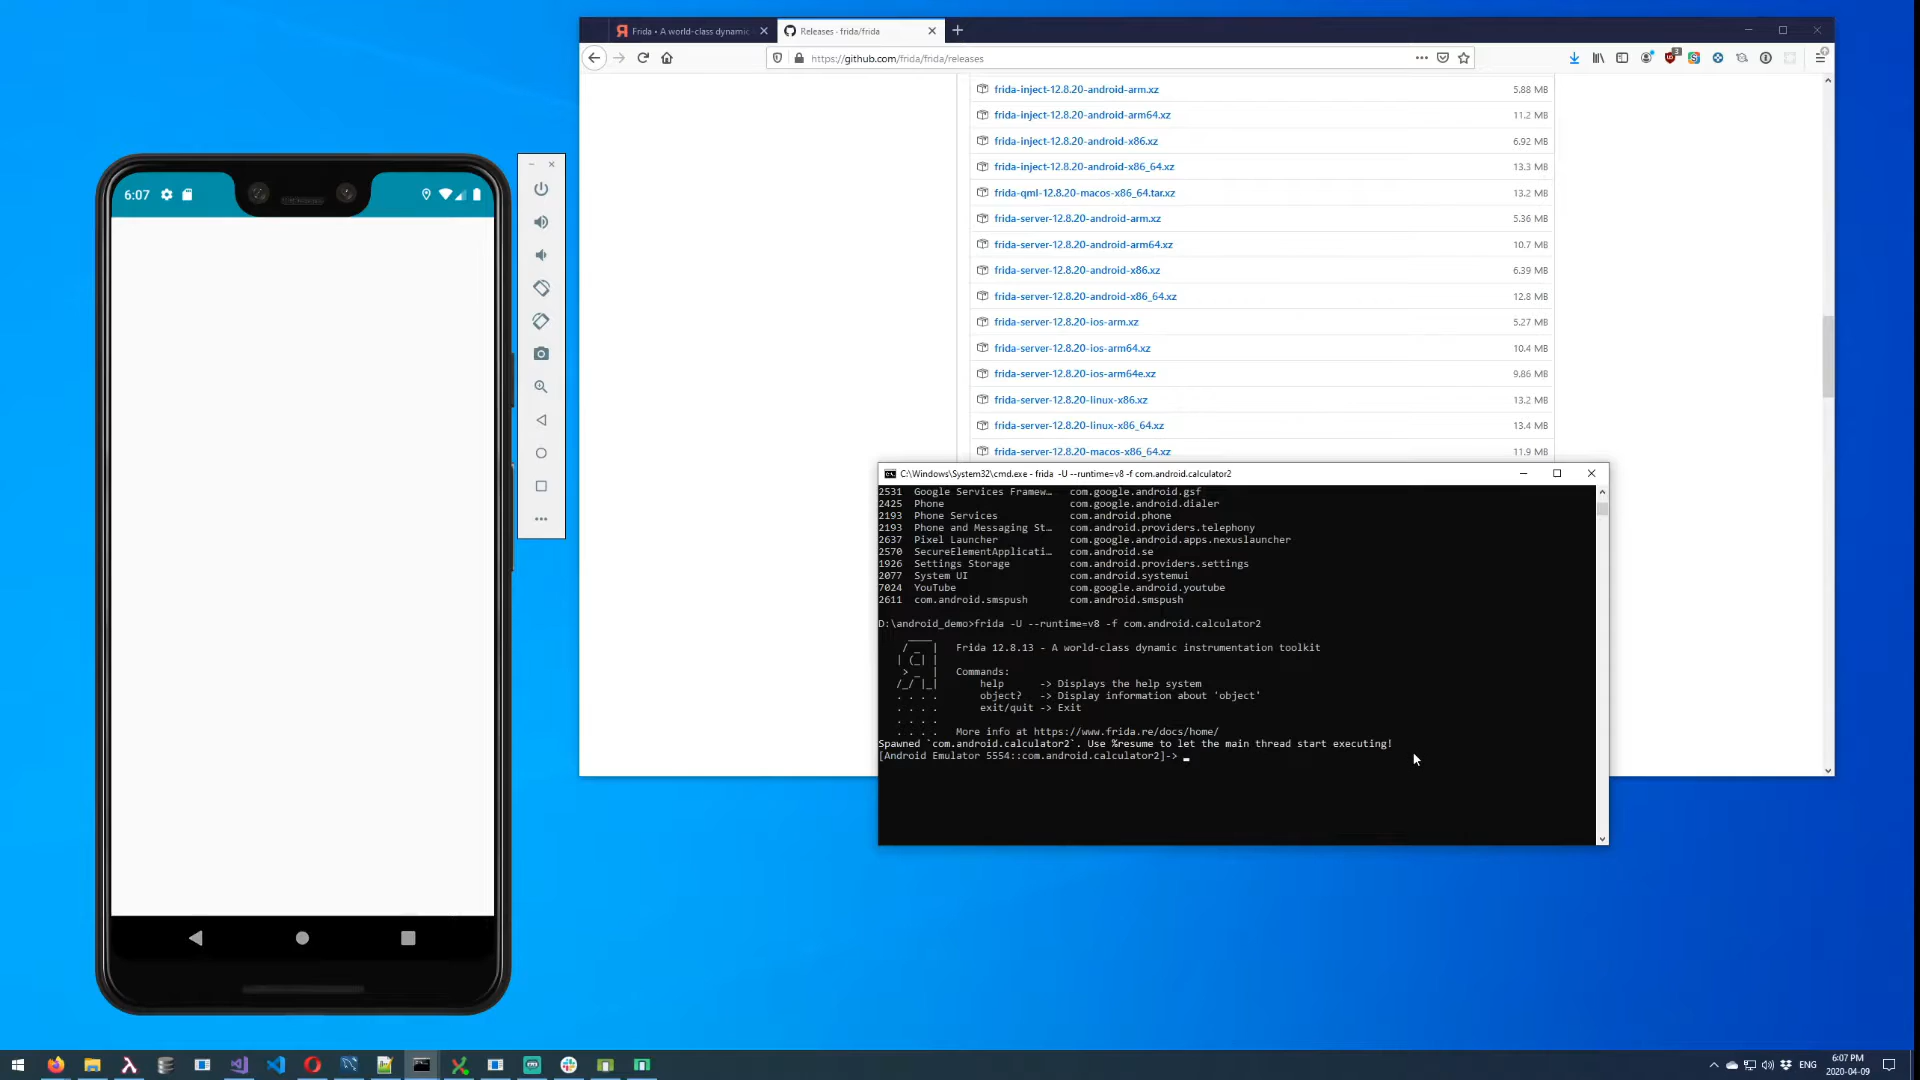 Frida • A world-class dynamic
Releases · frida/frida
https://github.com/frida/frida/releases
frida-inject-12.8.20-android-arm.xz 5.88 MB
frida-inject-12.8.20-android-arm64.xz 11.2 MB
frida-inject-12.8.20-android-x86.xz 6.92 MB
frida-inject-12.8.20-android-x86_64.xz 13.3 MB
frida-qml-12.8.20-macos-x86_64.tar.xz 13.2 MB
frida-server-12.8.20-android-arm.xz 5.36 MB
frida-server-12.8.20-android-arm64.xz 10.7 MB
frida-server-12.8.20-android-x86.xz 6.39 MB
frida-server-12.8.20-android-x86_64.xz 12.8 MB
frida-server-12.8.20-ios-arm.xz 5.27 MB
frida-server-12.8.20-ios-arm64.xz 10.4 MB
frida-server-12.8.20-ios-arm64e.xz 9.86 MB
frida-server-12.8.20-linux-x86.xz 13.2 MB
frida-server-12.8.20-linux-x86_64.xz 13.4 MB
frida-server-12.8.20-macos-x86_64.xz 11.9 MB
6:07
C:\Windows\System32\cmd.exe - frida -U --runtime=v8 -f com.android.calculator2
2531 Google Services Framew… com.google.android.gsf
2425 Phone com.google.android.dialer
2193 Phone Services com.android.phone
2193 Phone and Messaging St… com.android.providers.telephony
2637 Pixel Launcher com.google.android.apps.nexuslauncher
2570 SecureElementApplicati… com.android.se
1926 Settings Storage com.android.providers.settings
2077 System UI com.android.systemui
7024 YouTube com.google.android.youtube
2611 com.android.smspush com.android.smspush
D:\android_demo>frida -U --runtime=v8 -f com.android.calculator2
Frida 12.8.13 - A world-class dynamic instrumentation toolkit
Commands:
help -> Displays the help system
object? -> Display information about 'object'
exit/quit -> Exit
More info at https://www.frida.re/docs/home/
Spawned `com.android.calculator2`. Use %resume to let the main thread start executing!
[Android Emulator 5554::com.android.calculator2]->
ENG
6:07 PM
2020-04-09